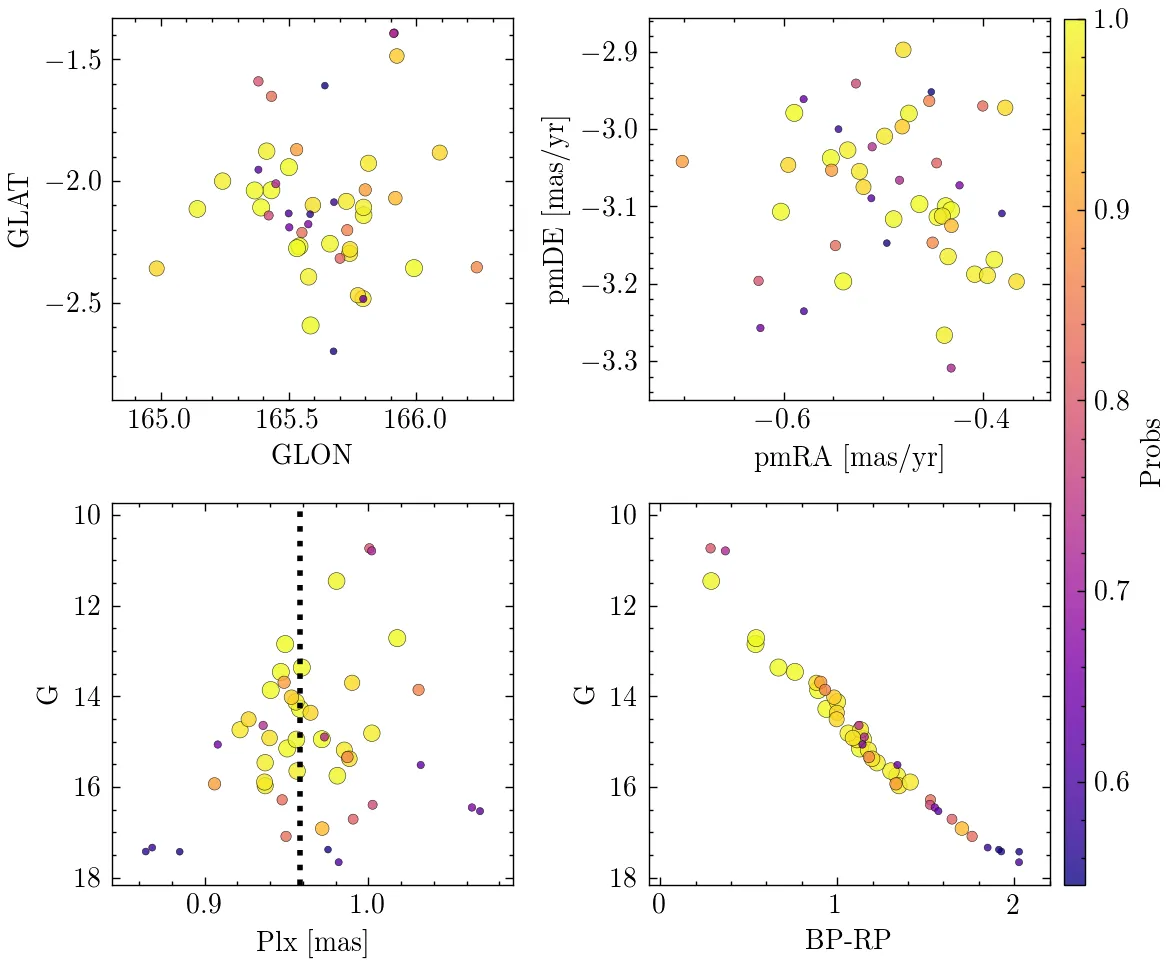 −1.5
−2.0
−2.5
GLAT
165.0 165.5 166.0
GLON
−2.9
−3.0
−3.1
−3.2
−3.3
pmDE [mas/yr]
−0.6 −0.4
pmRA [mas/yr]
1.0
0.9
0.8
0.7
0.6
Probs
10
12
14
16
18
G
0.9 1.0
Plx [mas]
10
12
14
16
18
G
0 1 2
BP-RP